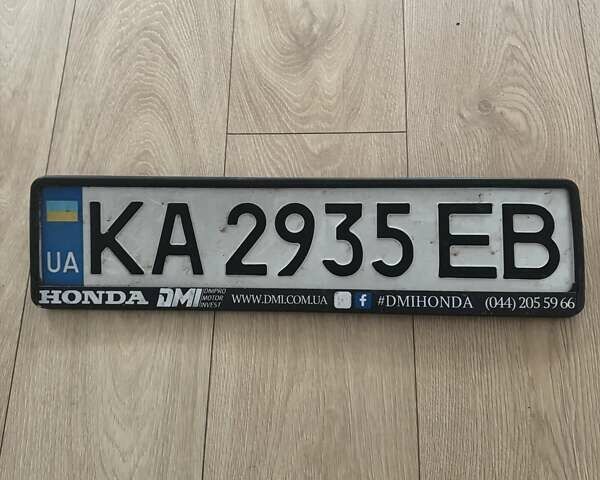 UA KA 2935 EB
HONDA DMI DNIPRO MOTOR INVEST WWW.DMI.COM.UA f #DMIHONDA (044) 205 59 66